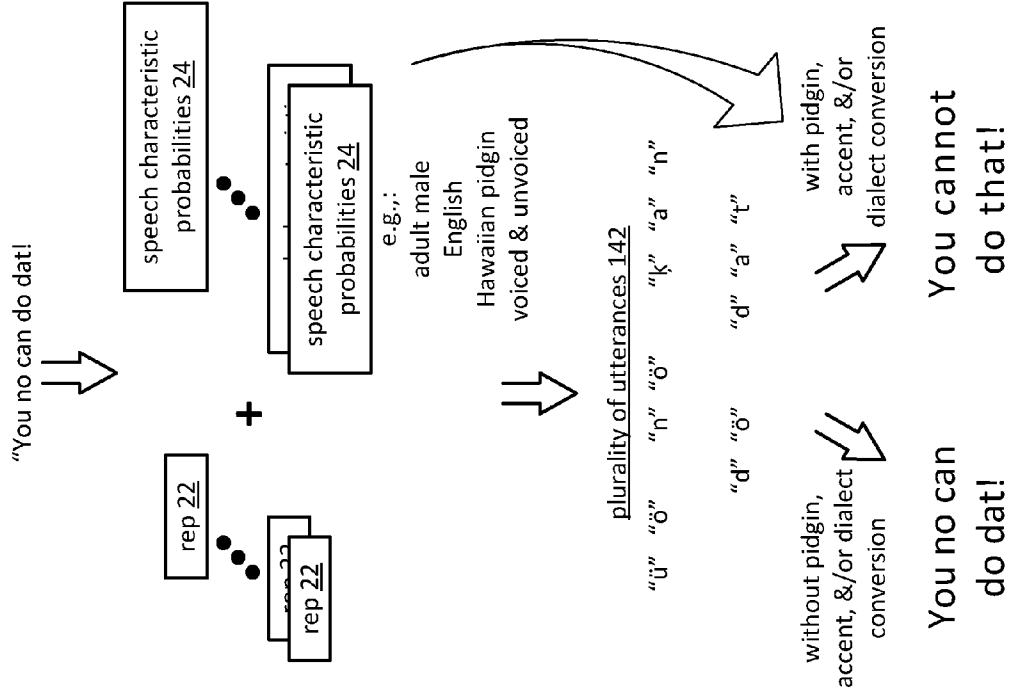 “You no can do dat!
rep 22
rep 22
+
speech characteristic
probabilities 24
speech characteristic
probabilities 24
e.g.,:
adult male
English
Hawaiian pidgin
voiced & unvoiced
plurality of utterances 142
“ü” “ö” “n” “ö” “ķ” “a” “n”
“d” “ö” “d” “a” “t”
without pidgin,
accent, &/or dialect
conversion
You no can
do dat!
with pidgin,
accent, &/or
dialect conversion
You cannot
do that!